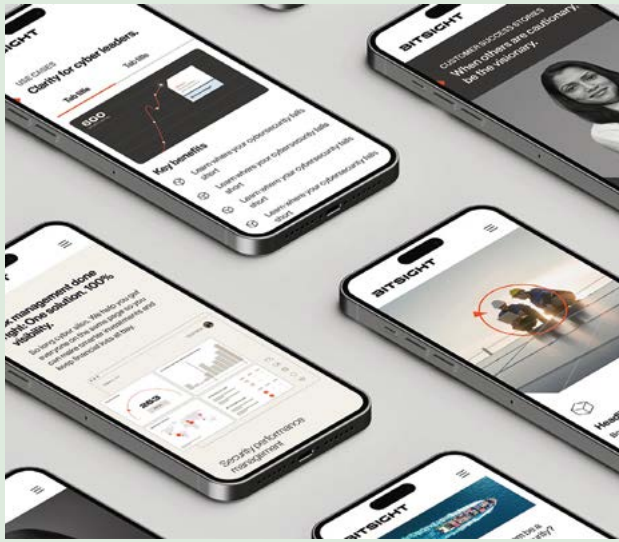 BITSIGHT
USE CASES
Clarity for cyber leaders.
Tab title
Tab title
600
Key benefits
Learn where your cybersecurity falls
short
Learn where your cybersecurity falls
short
Learn where your cybersecurity falls
short
Learn where your cybersecurity falls
short
BITSIGHT
CUSTOMER SUCCESS STORIES
When others are cautionary,
be the visionary.
management done
right: One solution. 100%
visibility.
So long cyber silos. We help you get
everyone on the same page so you
can make smarter investments and
keep financial loss at bay.
Security performance
management
BITSIGHT
BITSIGHT